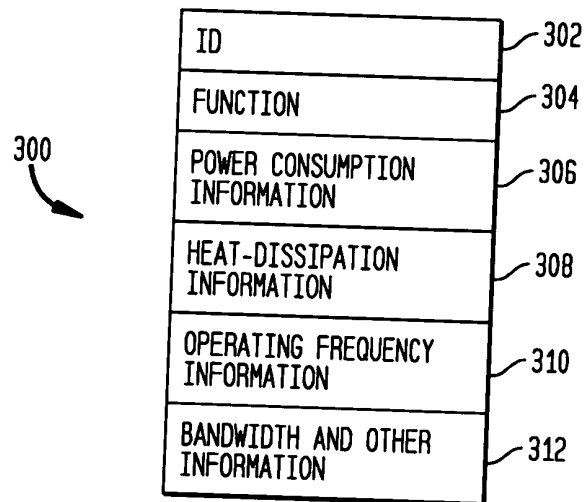 ID
302
FUNCTION
304
300
POWER CONSUMPTION
INFORMATION
306
HEAT-DISSIPATION
INFORMATION
308
OPERATING FREQUENCY
INFORMATION
310
BANDWIDTH AND OTHER
INFORMATION
312